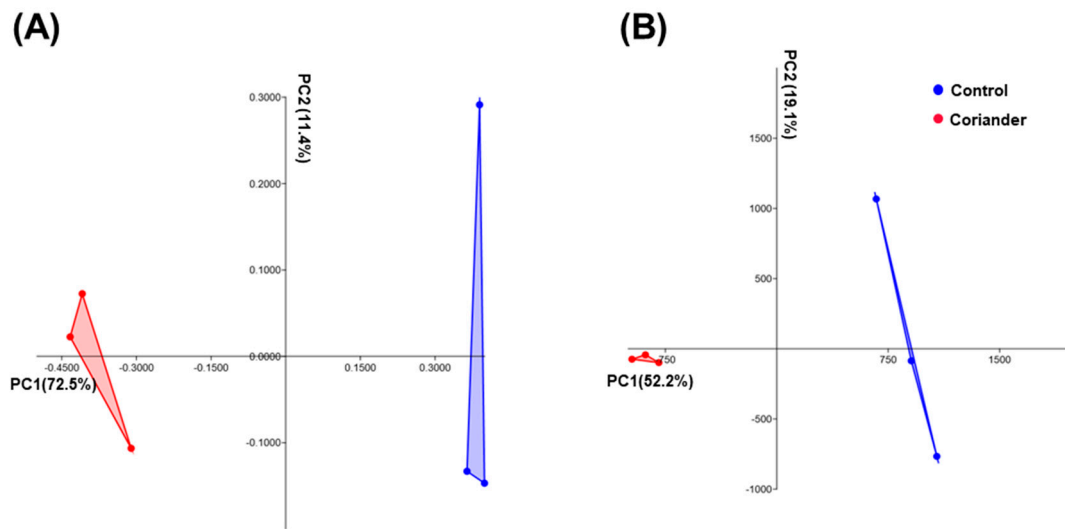 (A)
PC2 (11.4%)
0.3000
0.2000
0.1000
0.0000
-0.1000
-0.4500
-0.3000
-0.1500
0.1500
0.3000
PC1(72.5%)
(B)
PC2 (19.1%)
Control
Coriander
1500
1000
500
-500
-1000
750
750
1500
PC1(52.2%)